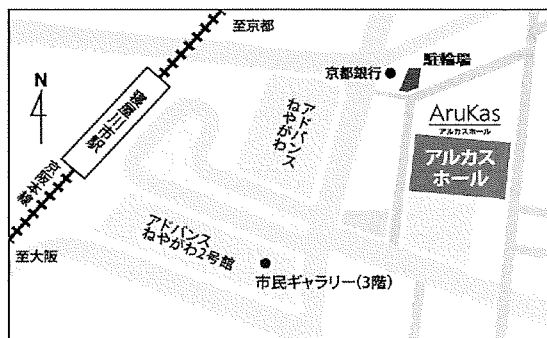 至京都
駐輪場
京都銀行
N
寝屋川市駅
アドバンス
ねやがわ
AruKas
アルカスホール
アルカス
ホール
京阪本線
アドバンス
ねやがわ2号館
至大阪
市民ギャラリー(3階)